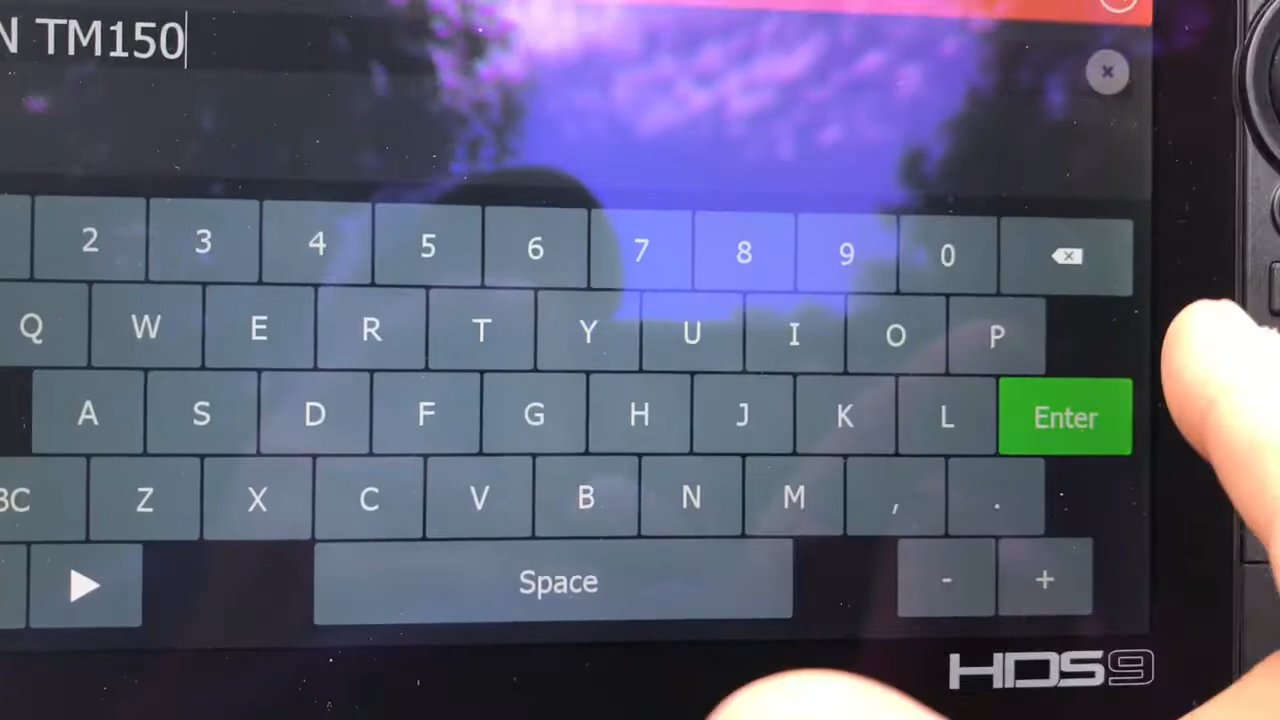 N TM150
2 3 4 5 6 7 8 9 0
Q W E R T Y U I O P
A S D F G H J K L Enter
BC Z X C V B N M , .
Space - +
HDS9